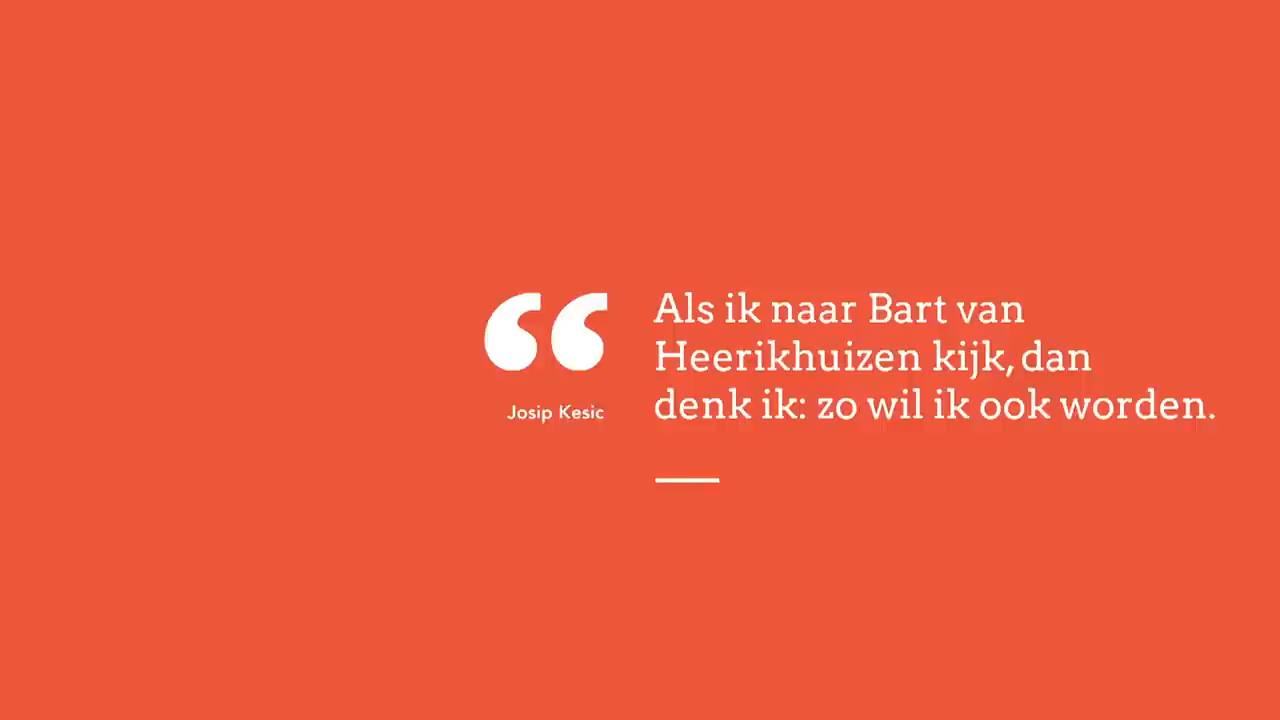 “
Als ik naar Bart van
Heerikhuizen kijk, dan
denk ik: zo wil ik ook worden.
Josip Kesic